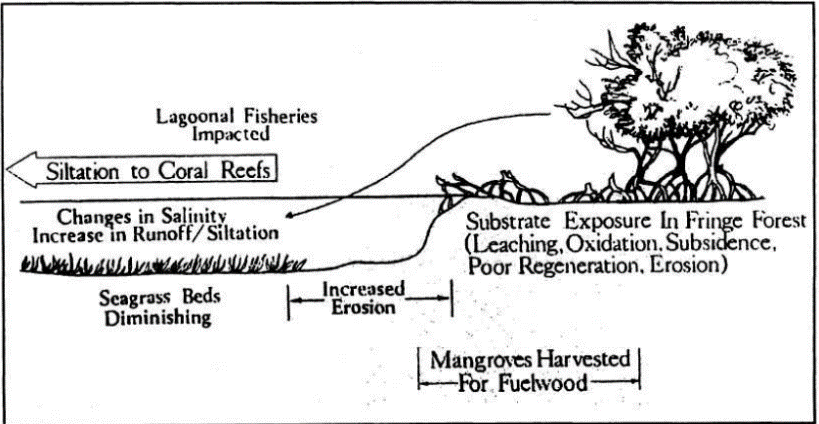 Lagoonal Fisheries
Impacted
Siltation to Coral Reefs
Changes in Salinity
Increase in Runoff/Siltation
Substrate Exposure In Fringe Forest
(Leaching, Oxidation, Subsidence,
Poor Regeneration, Erosion)
Seagrass Beds
Diminishing
Increased
Erosion
Mangroves Harvested
For Fuelwood